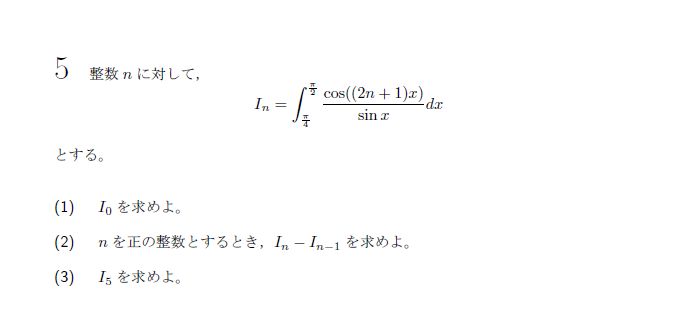 5 整数 n に対して,
I_n = \int_{\frac{π}{4}}^{\frac{π}{2}} \frac{cos((2n + 1)x)}{sin x} dx
とする。
(1) I_0 を求めよ。
(2) n を正の整数とするとき, I_n − I_{n−1} を求めよ。
(3) I_5 を求めよ。